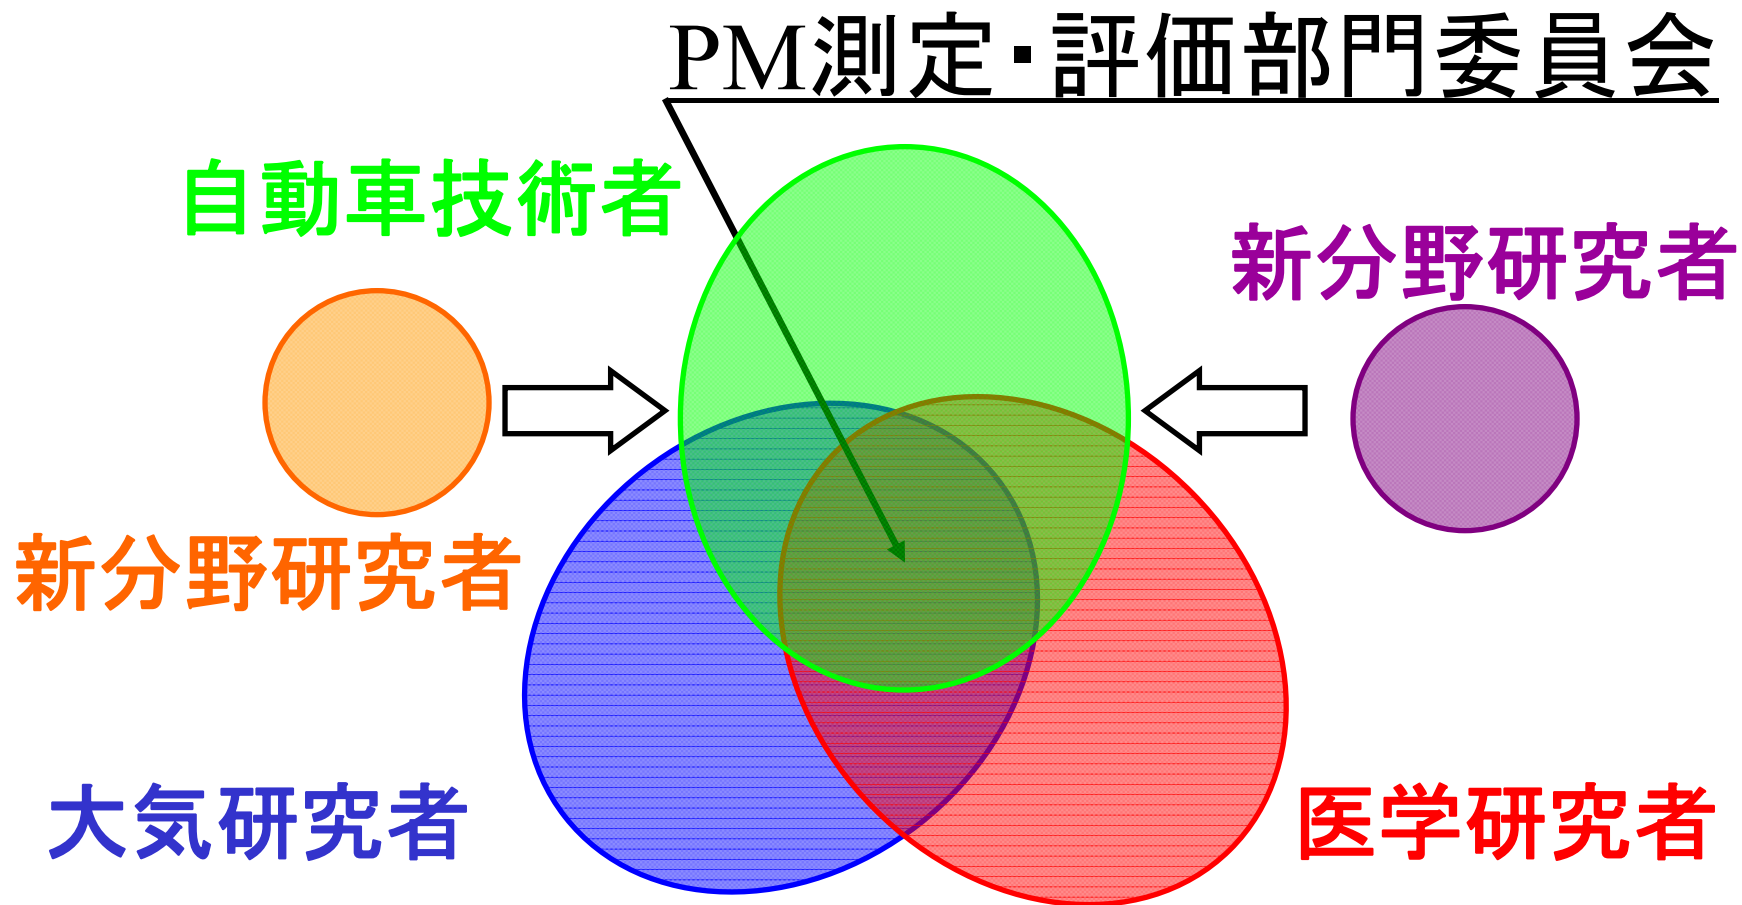 PM測定・評価部門委員会
自動車技術者
新分野研究者
新分野研究者
大気研究者
医学研究者